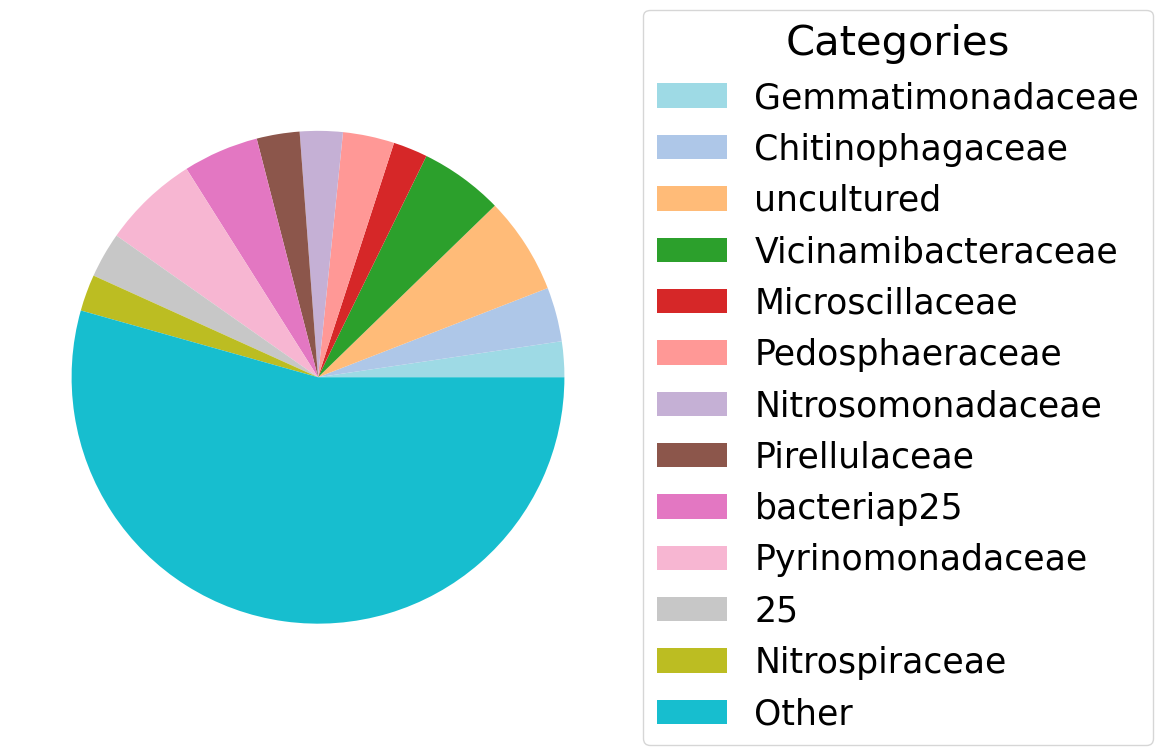 Categories
Gemmatimonadaceae
Chitinophagaceae
uncultured
Vicinamibacteraceae
Microscillaceae
Pedosphaeraceae
Nitrosomonadaceae
Pirellulaceae
bacteriap25
Pyrinomonadaceae
25
Nitrospiraceae
Other